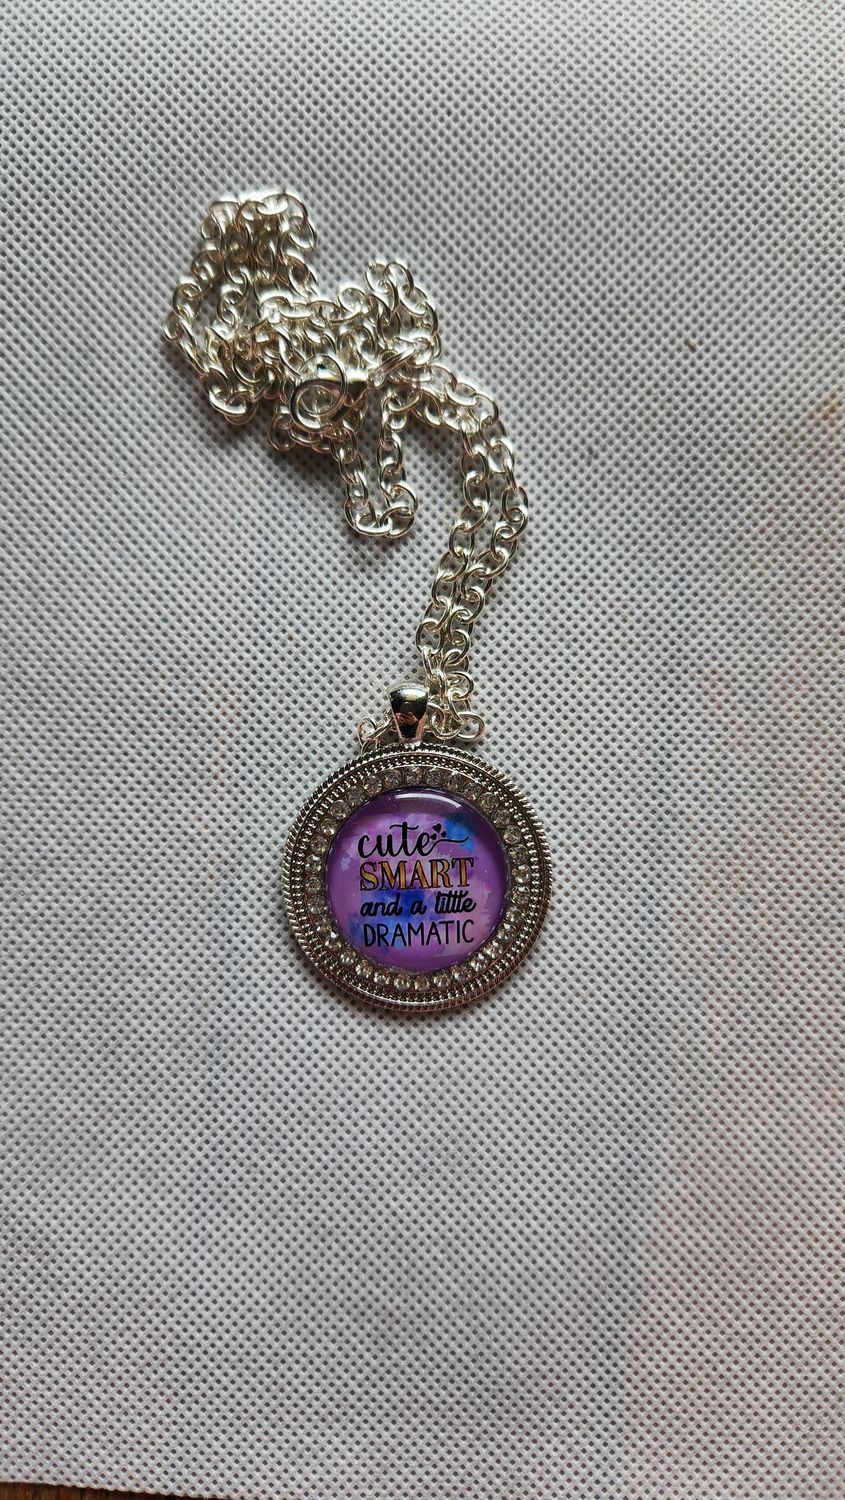 cute
SMART
and a little
DRAMATIC